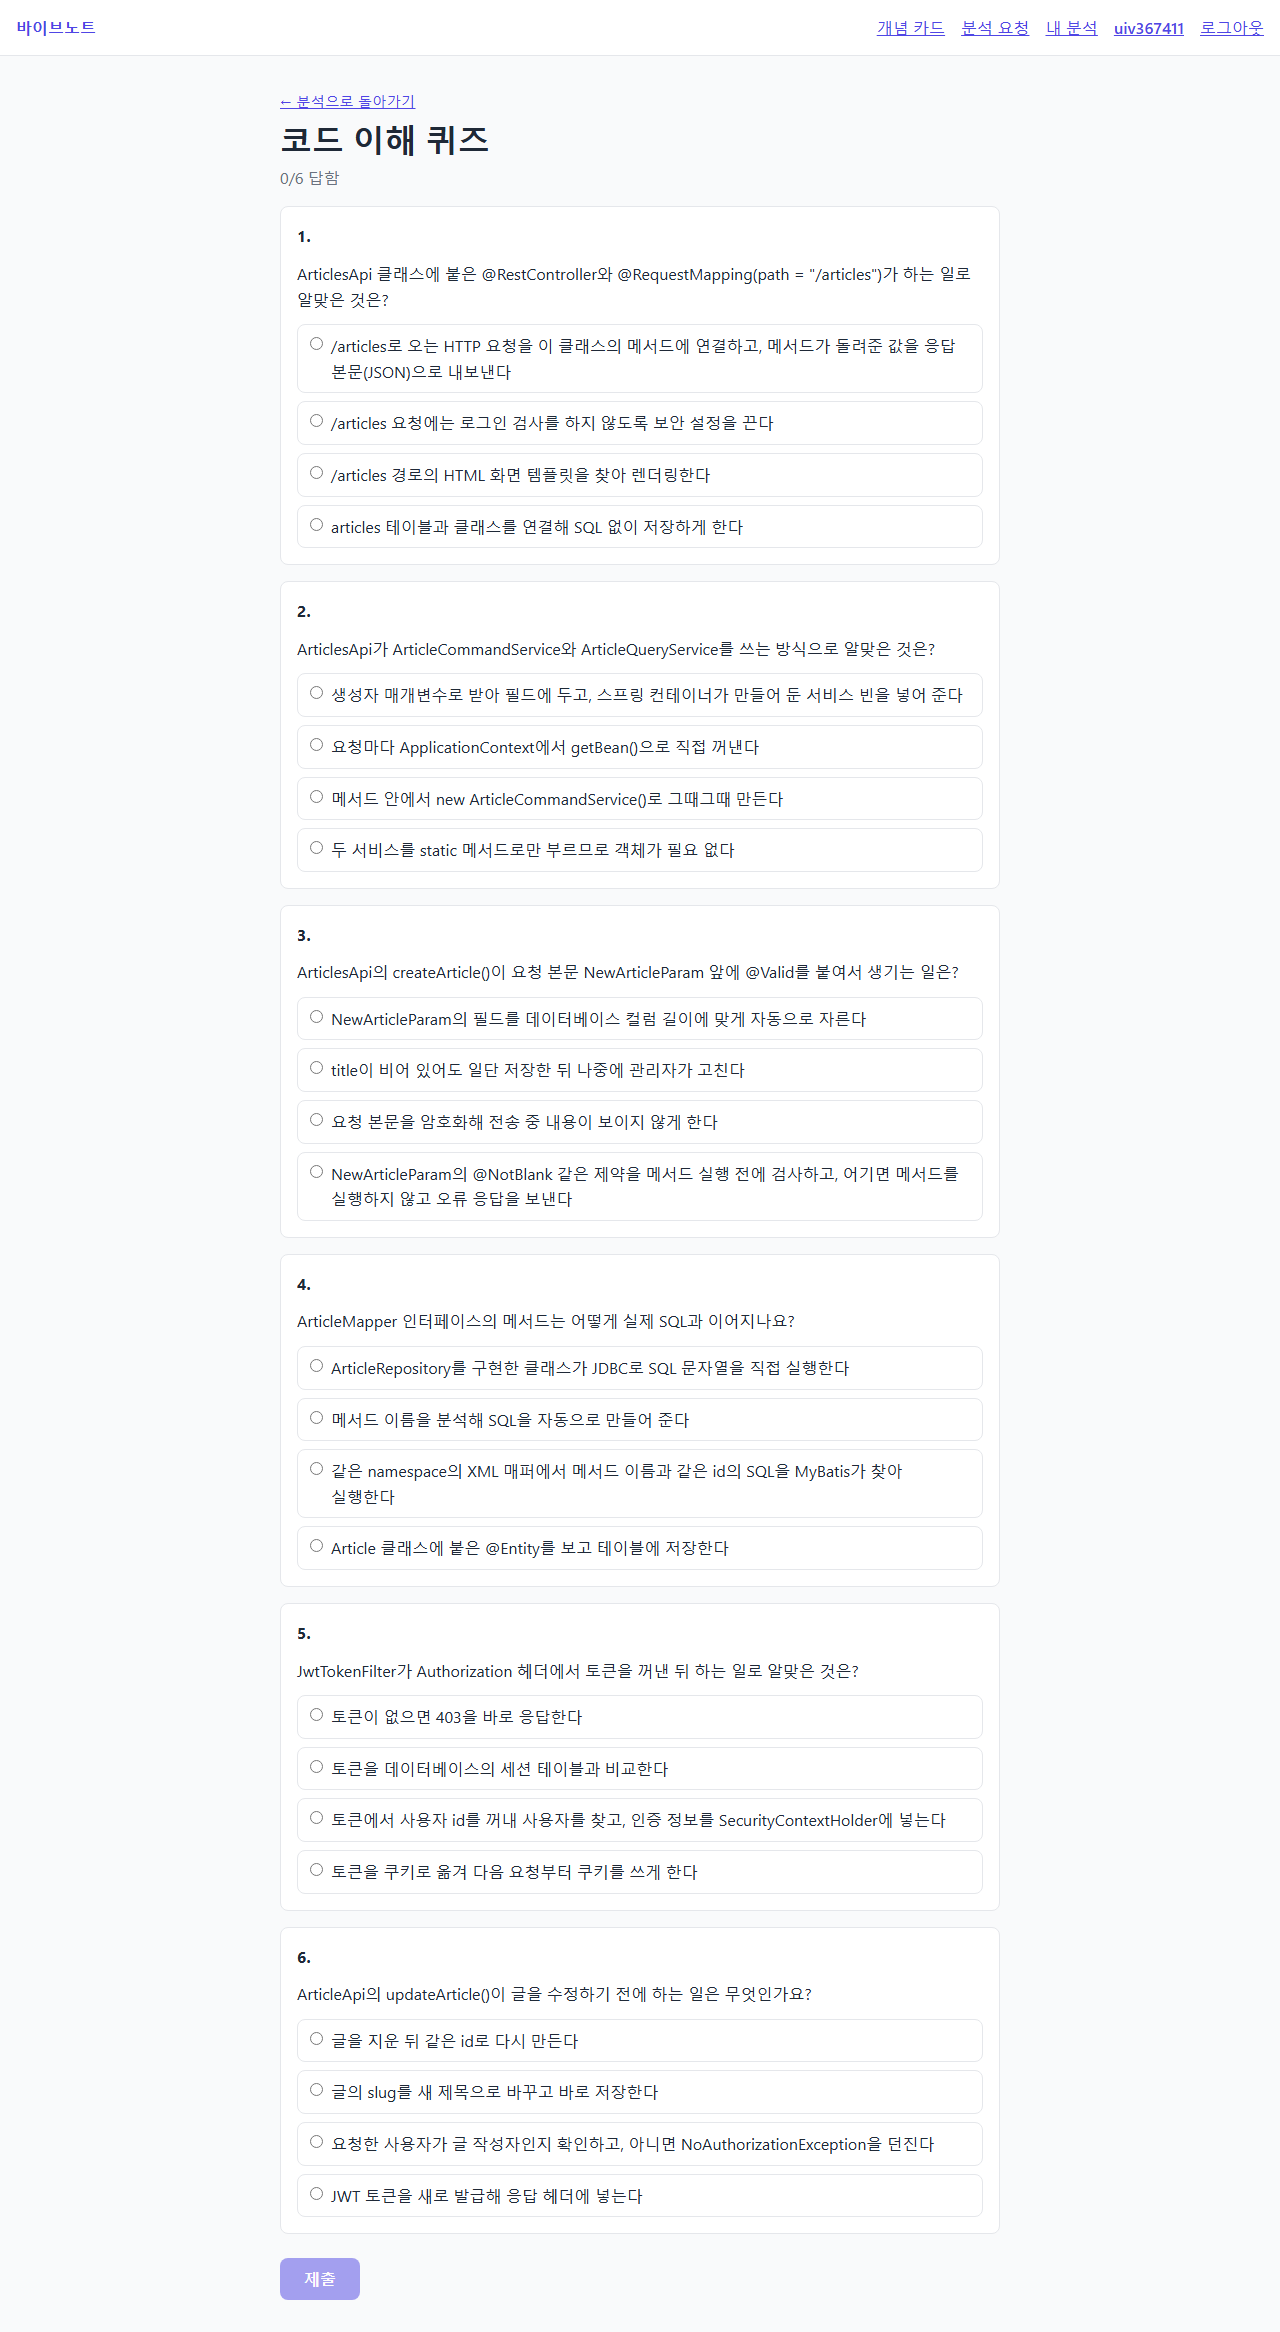 바이브노트
개념 카드 분석 요청 내 분석 uiv367411 로그아웃
← 분석으로 돌아가기
코드 이해 퀴즈
0/6 답함
1.
ArticlesApi 클래스에 붙은 @RestController와 @RequestMapping(path = "/articles")가 하는 일로
알맞은 것은?
/articles로 오는 HTTP 요청을 이 클래스의 메서드에 연결하고, 메서드가 돌려준 값을 응답
본문(JSON)으로 내보낸다
/articles 요청에는 로그인 검사를 하지 않도록 보안 설정을 끈다
/articles 경로의 HTML 화면 템플릿을 찾아 렌더링한다
articles 테이블과 클래스를 연결해 SQL 없이 저장하게 한다
2.
ArticlesApi가 ArticleCommandService와 ArticleQueryService를 쓰는 방식으로 알맞은 것은?
생성자 매개변수로 받아 필드에 두고, 스프링 컨테이너가 만들어 둔 서비스 빈을 넣어 준다
요청마다 ApplicationContext에서 getBean()으로 직접 꺼낸다
메서드 안에서 new ArticleCommandService()로 그때그때 만든다
두 서비스를 static 메서드로만 부르므로 객체가 필요 없다
3.
ArticlesApi의 createArticle()이 요청 본문 NewArticleParam 앞에 @Valid를 붙여서 생기는 일은?
NewArticleParam의 필드를 데이터베이스 컬럼 길이에 맞게 자동으로 자른다
title이 비어 있어도 일단 저장한 뒤 나중에 관리자가 고친다
요청 본문을 암호화해 전송 중 내용이 보이지 않게 한다
NewArticleParam의 @NotBlank 같은 제약을 메서드 실행 전에 검사하고, 어기면 메서드를
실행하지 않고 오류 응답을 보낸다
4.
ArticleMapper 인터페이스의 메서드는 어떻게 실제 SQL과 이어지나요?
ArticleRepository를 구현한 클래스가 JDBC로 SQL 문자열을 직접 실행한다
메서드 이름을 분석해 SQL을 자동으로 만들어 준다
같은 namespace의 XML 매퍼에서 메서드 이름과 같은 id의 SQL을 MyBatis가 찾아
실행한다
Article 클래스에 붙은 @Entity를 보고 테이블에 저장한다
5.
JwtTokenFilter가 Authorization 헤더에서 토큰을 꺼낸 뒤 하는 일로 알맞은 것은?
토큰이 없으면 403을 바로 응답한다
토큰을 데이터베이스의 세션 테이블과 비교한다
토큰에서 사용자 id를 꺼내 사용자를 찾고, 인증 정보를 SecurityContextHolder에 넣는다
토큰을 쿠키로 옮겨 다음 요청부터 쿠키를 쓰게 한다
6.
ArticleApi의 updateArticle()이 글을 수정하기 전에 하는 일은 무엇인가요?
글을 지운 뒤 같은 id로 다시 만든다
글의 slug를 새 제목으로 바꾸고 바로 저장한다
요청한 사용자가 글 작성자인지 확인하고, 아니면 NoAuthorizationException을 던진다
JWT 토큰을 새로 발급해 응답 헤더에 넣는다
제출